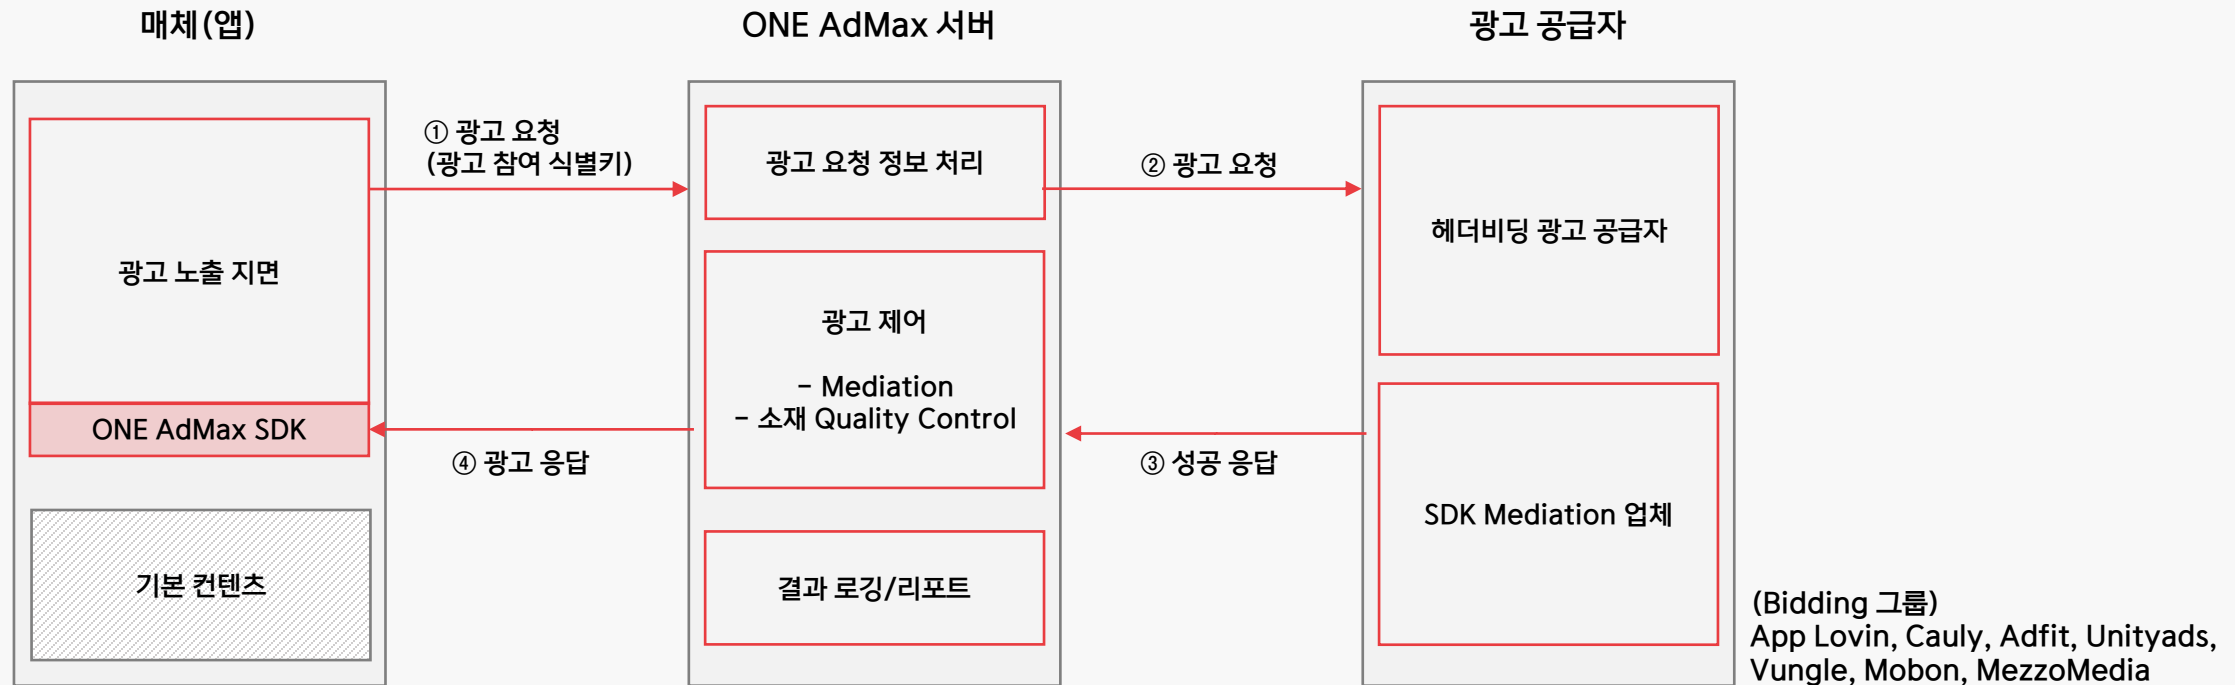 매체(앱)
ONE AdMax 서버
광고 공급자
광고 노출 지면
ONE AdMax SDK
기본 컨텐츠
① 광고 요청
(광고 참여 식별키)
④ 광고 응답
광고 요청 정보 처리
광고 제어
- Mediation
- 소재 Quality Control
결과 로깅/리포트
② 광고 요청
③ 성공 응답
헤더비딩 광고 공급자
SDK Mediation 업체
(Bidding 그룹)
App Lovin, Cauly, Adfit, Unityads,
Vungle, Mobon, MezzoMedia